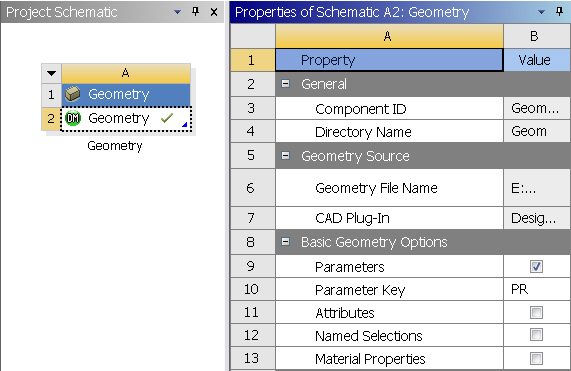 Project Schematic
A
1 Geometry
2 DM Geometry
Geometry
Properties of Schematic A2: Geometry
A B
1 Property Value
2 General
3 Component ID Geom...
4 Directory Name Geom
5 Geometry Source
6 Geometry File Name E:...
7 CAD Plug-In Desig...
8 Basic Geometry Options
9 Parameters
10 Parameter Key PR
11 Attributes
12 Named Selections
13 Material Properties